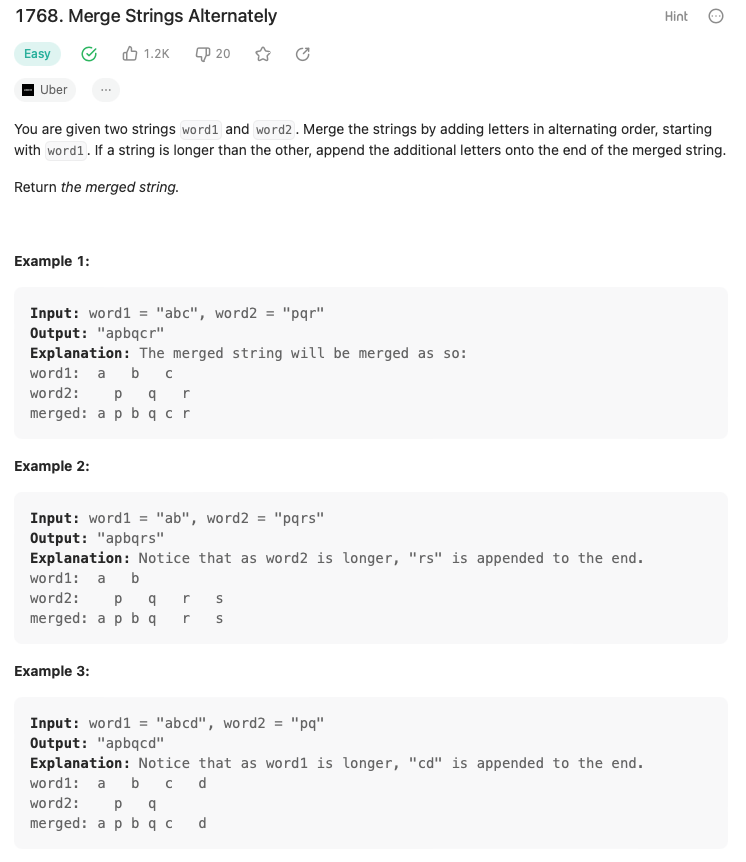 1768. Merge Strings Alternately
Hint
Easy
1.2K
20
Uber
You are given two strings word1 and word2. Merge the strings by adding letters in alternating order, starting
with word1. If a string is longer than the other, append the additional letters onto the end of the merged string.
Return the merged string.
Example 1:
Input: word1 = "abc", word2 = "pqr"
Output: "apbqcr"
Explanation: The merged string will be merged as so:
word1:  a   b   c
word2:    p   q   r
merged: a p b q c r
Example 2:
Input: word1 = "ab", word2 = "pqrs"
Output: "apbqrs"
Explanation: Notice that as word2 is longer, "rs" is appended to the end.
word1:  a   b
word2:    p   q   r   s
merged: a p b q   r   s
Example 3:
Input: word1 = "abcd", word2 = "pq"
Output: "apbqcd"
Explanation: Notice that as word1 is longer, "cd" is appended to the end.
word1:  a   b   c   d
word2:    p   q
merged: a p b q c   d